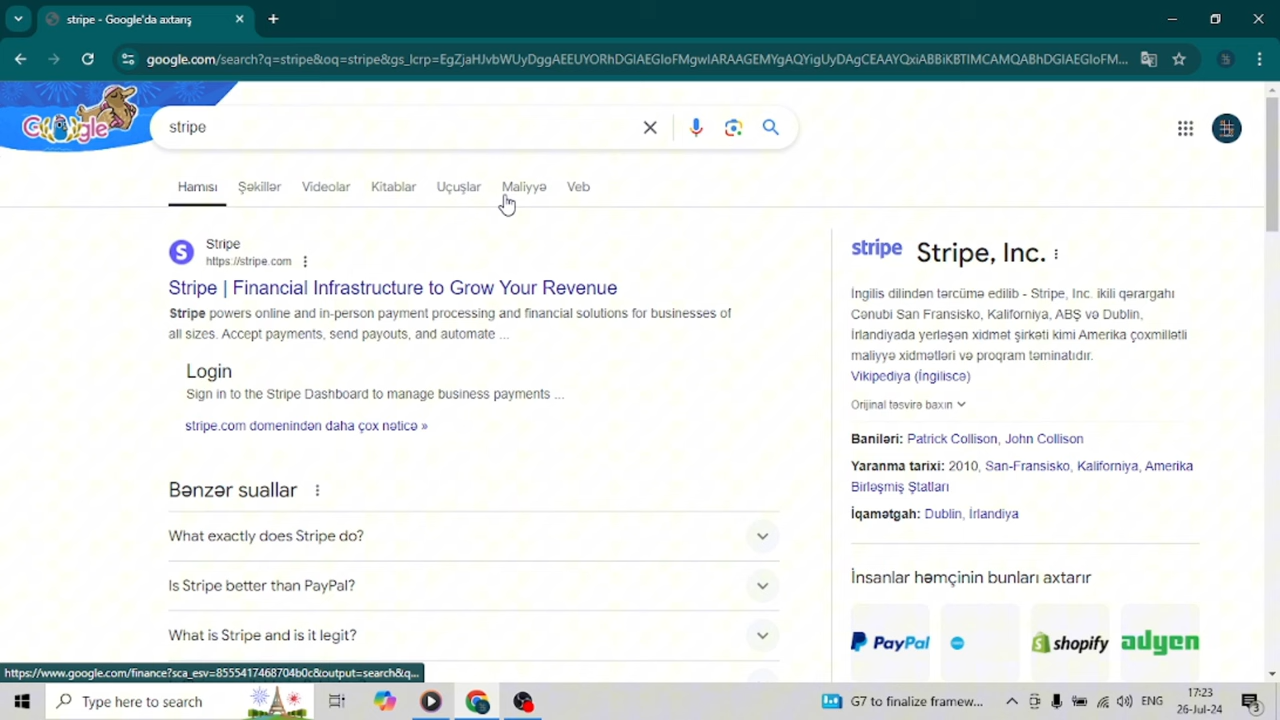 stripe - Google'da axtarış
google.com/search?q=stripe&oq=stripe&gs_lcrp=EgZjaHJvbWUyDggAEEUYORhDGIAEGIoFMgwIARAAGEMYgAQYigUyDAgCEAAYQxiABBiKBTIMCAMQABhDGIAEGIoFM...
Google
stripe
Hamısı Şəkillər Videolar Kitablar Uçuşlar Maliyyə Veb
S Stripe
https://stripe.com
Stripe | Financial Infrastructure to Grow Your Revenue
Stripe powers online and in-person payment processing and financial solutions for businesses of
all sizes. Accept payments, send payouts, and automate ...
Login
Sign in to the Stripe Dashboard to manage business payments ...
stripe.com domenindən daha çox nəticə »
Bənzər suallar
What exactly does Stripe do?
Is Stripe better than PayPal?
What is Stripe and is it legit?
stripe Stripe, Inc.
İngilis dilindən tərcümə edilib - Stripe, Inc. ikili qərargahı
Cənubi San Fransisko, Kaliforniya, ABŞ və Dublin,
İrlandiyada yerləşən xidmət şirkəti kimi Amerika çoxmillətli
maliyyə xidmətləri və proqram təminatıdır.
Vikipediya (İngiliscə)
Orijinal təsvirə baxın
Baniləri: Patrick Collison, John Collison
Yaranma tarixi: 2010, San-Fransisko, Kaliforniya, Amerika
Birləşmiş Ştatları
İqamətgah: Dublin, İrlandiya
İnsanlar həmçinin bunları axtarır
PayPal shopify adyen
https://www.google.com/finance?sca_esv=8555417468704b0c&output=search&q...
Type here to search
G7 to finalize framew...
ENG
17:23
26-Jul-24
3